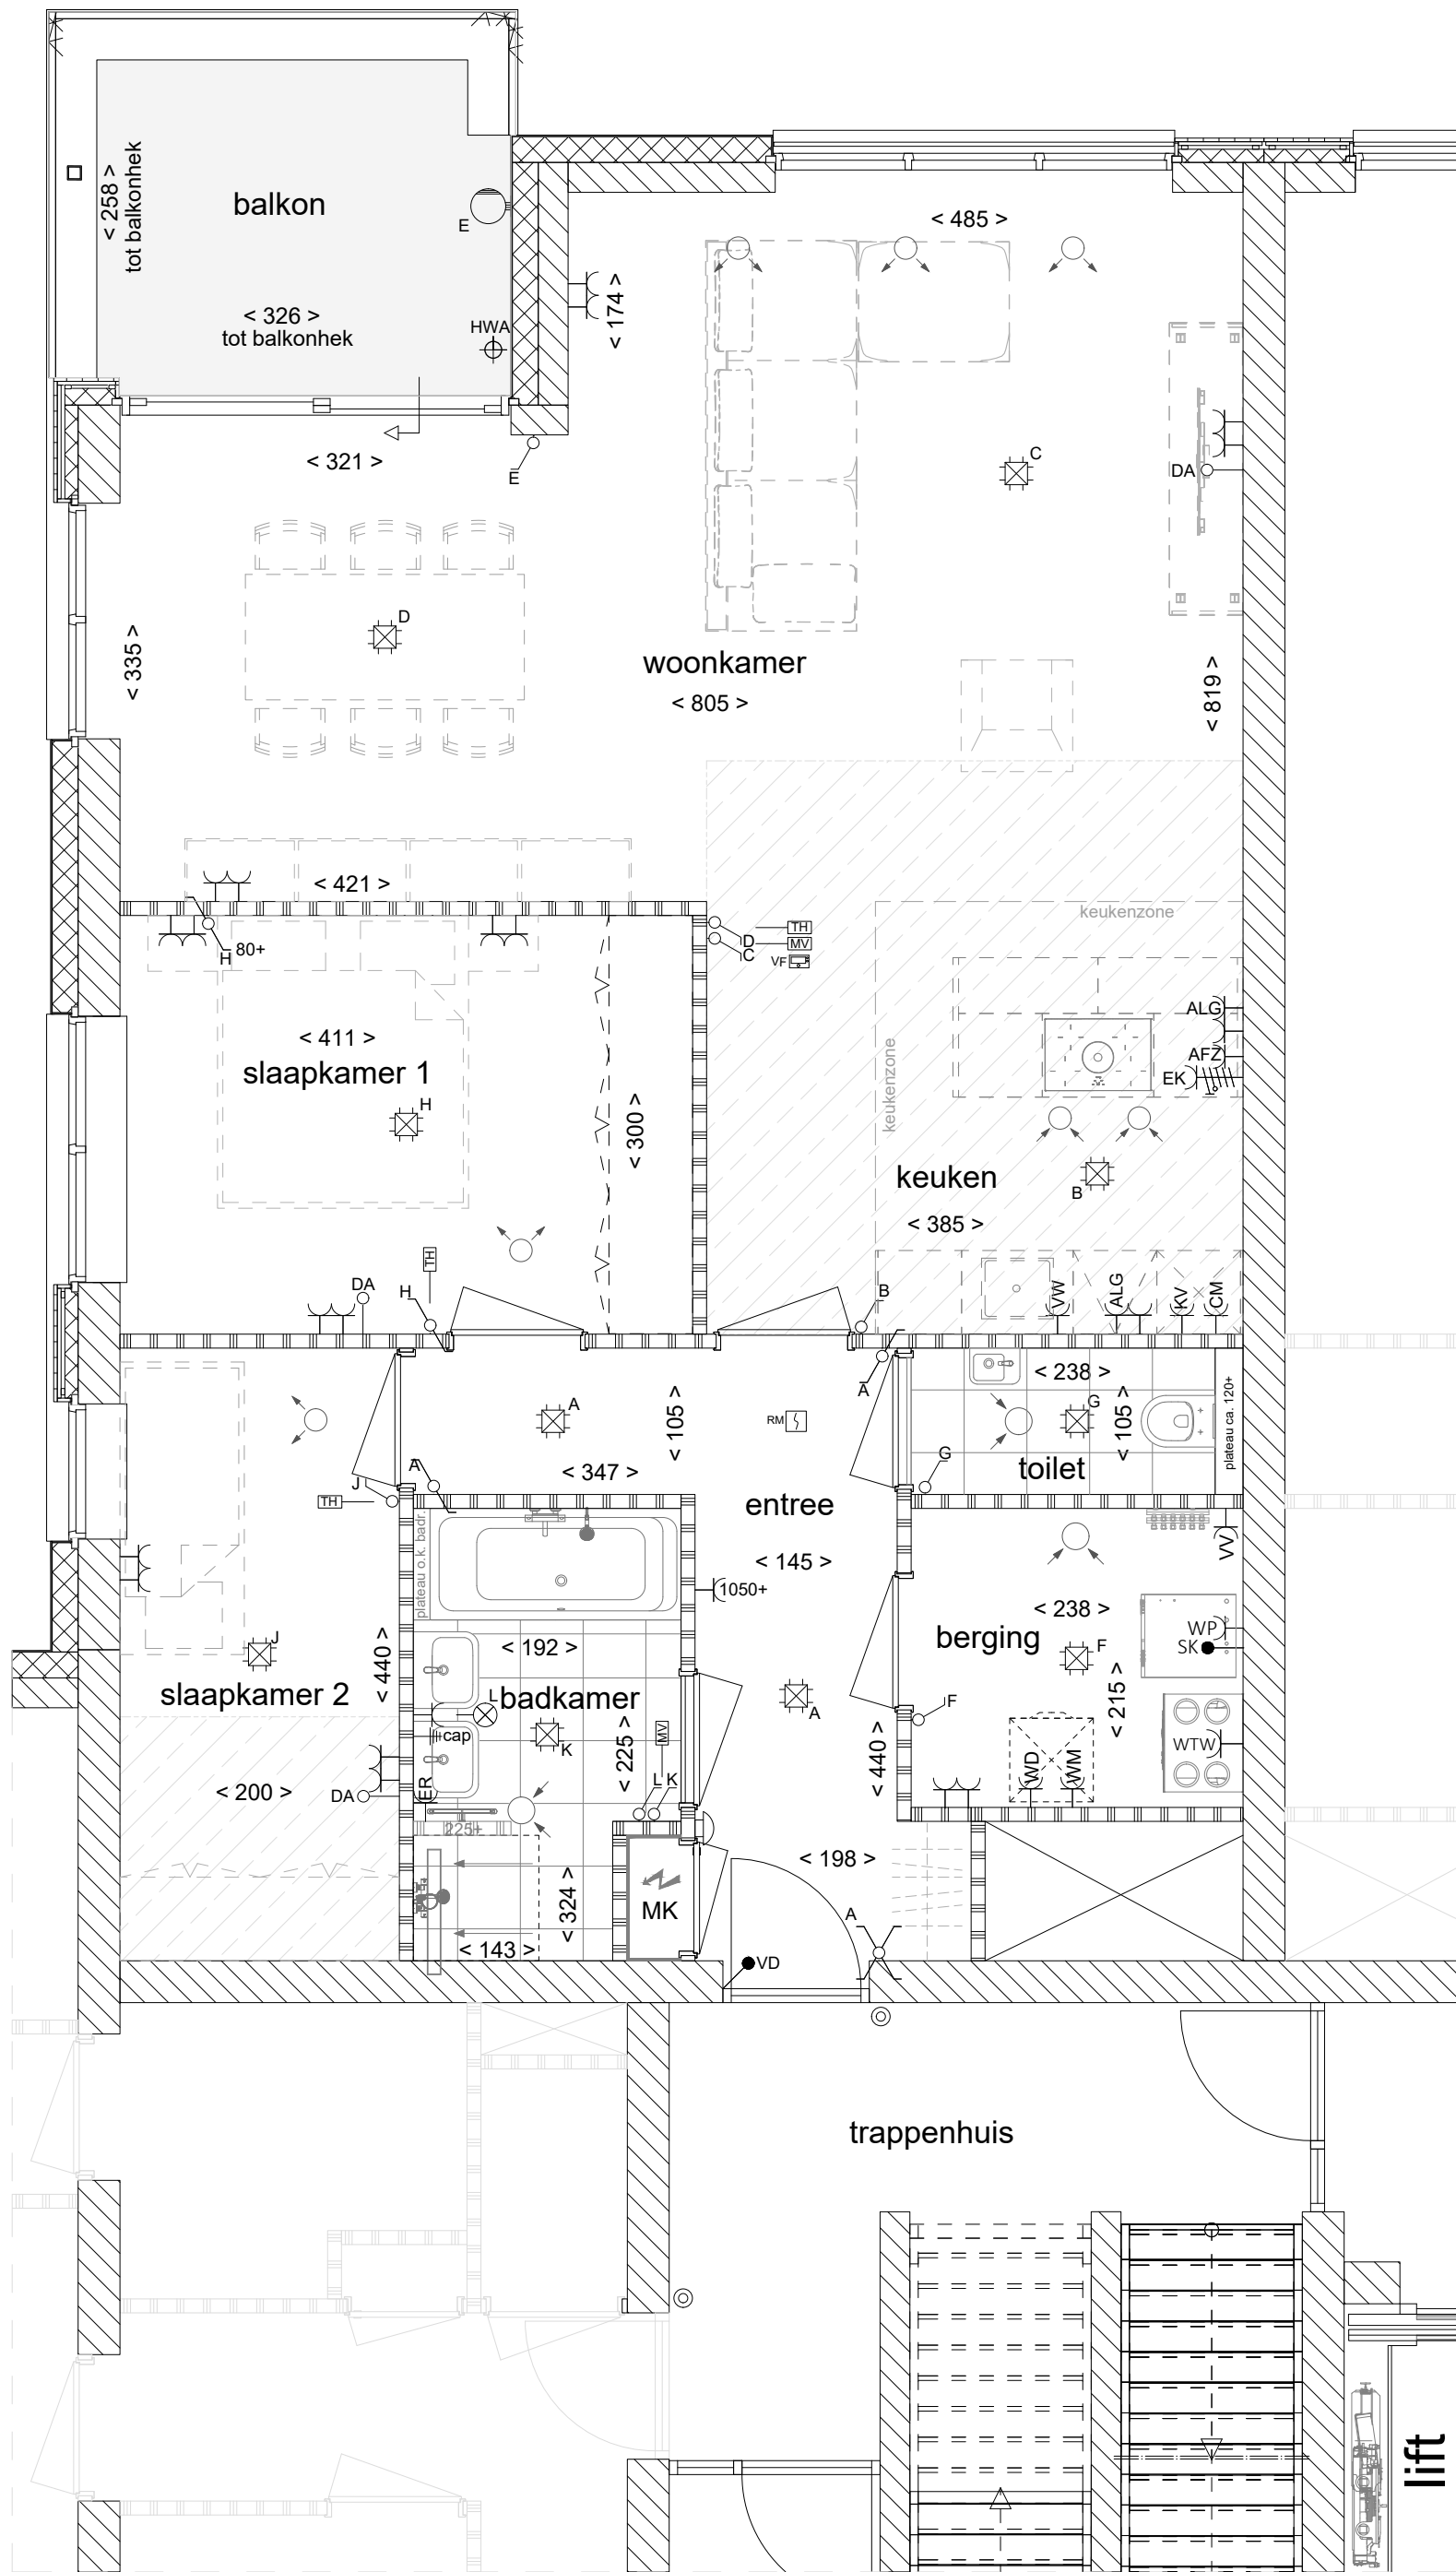 balkon
< 258 >
tot balkonhek
E
< 326 >
tot balkonhek
HWA
< 485 >
< 174 >
< 321 >
E
C
DA
D
< 335 >
woonkamer
< 805 >
< 819 >
< 421 >
H 80+
D
C
TH
MV
VF
keukenzone
keukenzone
ALG
AFZ
EK
< 411 >
slaapkamer 1
H
< 300 >
keuken
< 385 >
B
TH
DA
H
B
VW
ALG
KV
CM
A
A
< 105 >
RM
< 238 >
G
< 105 >
plateau ca. 120+
toilet
G
A
J
TH
< 347 >
entree
< 145 >
1050+
plateau o.k. badr.
VV
< 238 >
berging
F
WP
SK
< 215 >
F
WTW
WD
WM
J
slaapkamer 2
< 440 >
< 192 >
badkamer
L
cap
K
< 225 >
MV
A
< 440 >
< 200 >
DA
ER
L K
225+
< 198 >
< 324 >
MK
< 143 >
A
VD
trappenhuis
lift